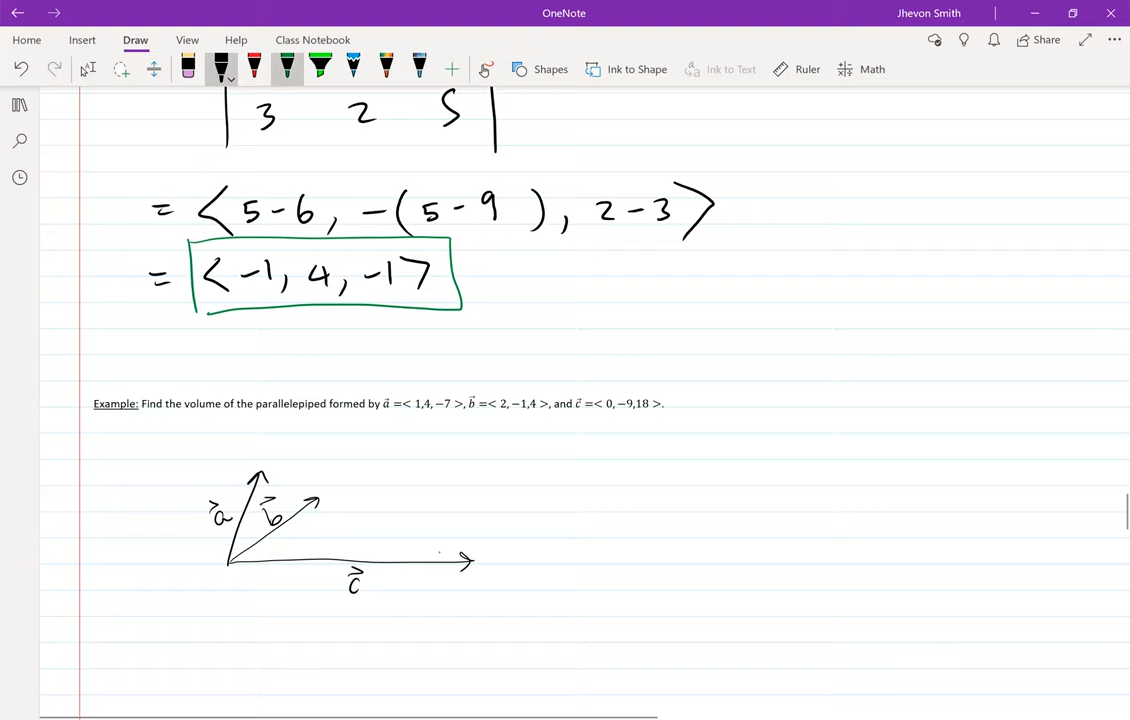 OneNote
Jhevon Smith
Home Insert Draw View Help Class Notebook
Share
Shapes Ink to Shape Ink to Text Ruler Math
3 2 5
= < 5-6, -(5-9 ), 2-3 >
= < -1, 4, -1 >
Example: Find the volume of the parallelepiped formed by a⃗ =< 1,4, −7 >, b⃗ =< 2, −1,4 >, and c⃗ =< 0, −9,18 >.
a⃗ b⃗
c⃗